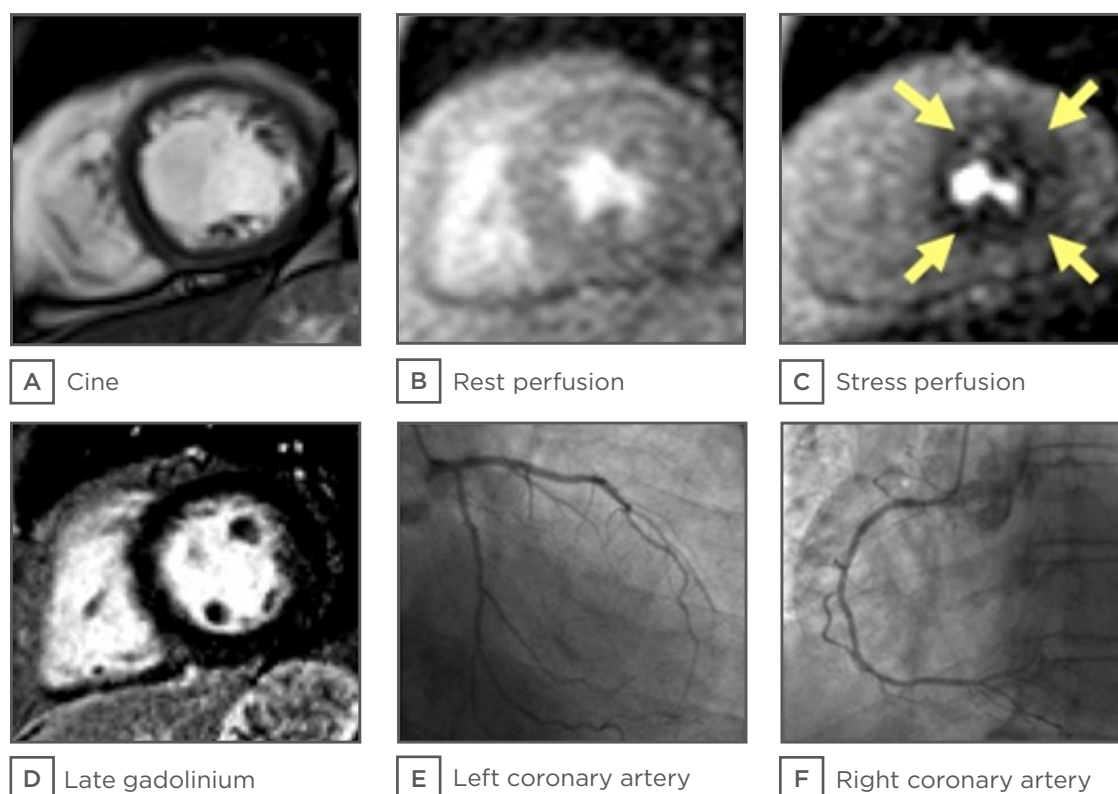 A Cine
B Rest perfusion
C Stress perfusion
D Late gadolinium
E Left coronary artery
F Right coronary artery